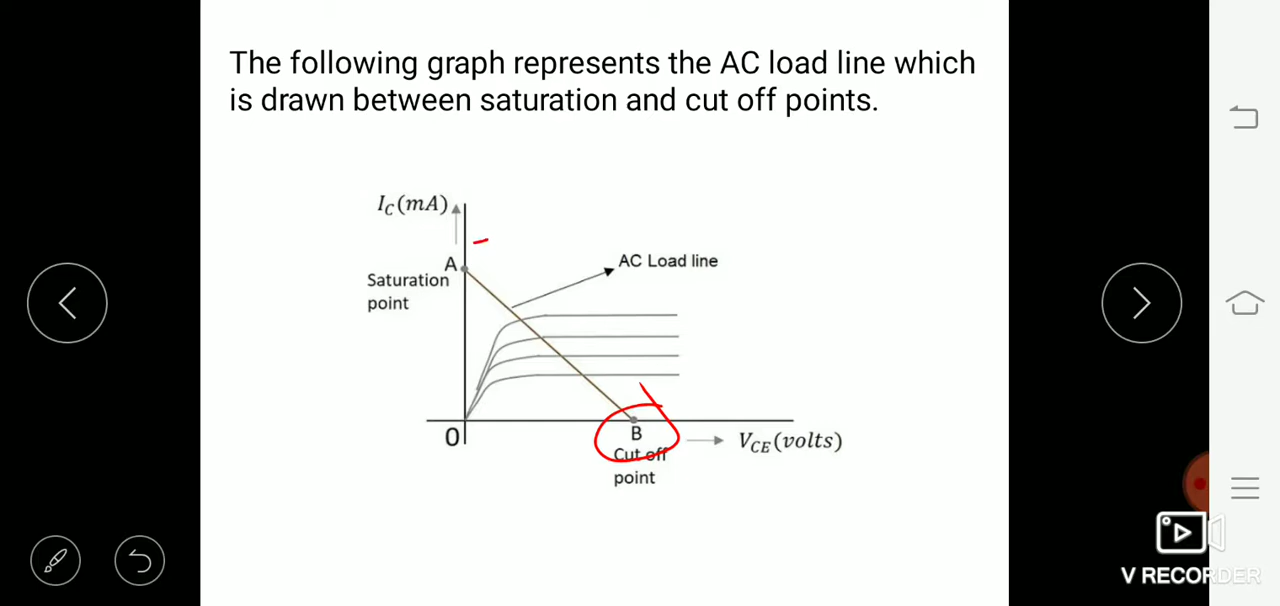 The following graph represents the AC load line which
is drawn between saturation and cut off points.
I_C(mA)
A
Saturation
point
AC Load line
0
B
Cut off
point
V_CE(volts)
V RECORDER